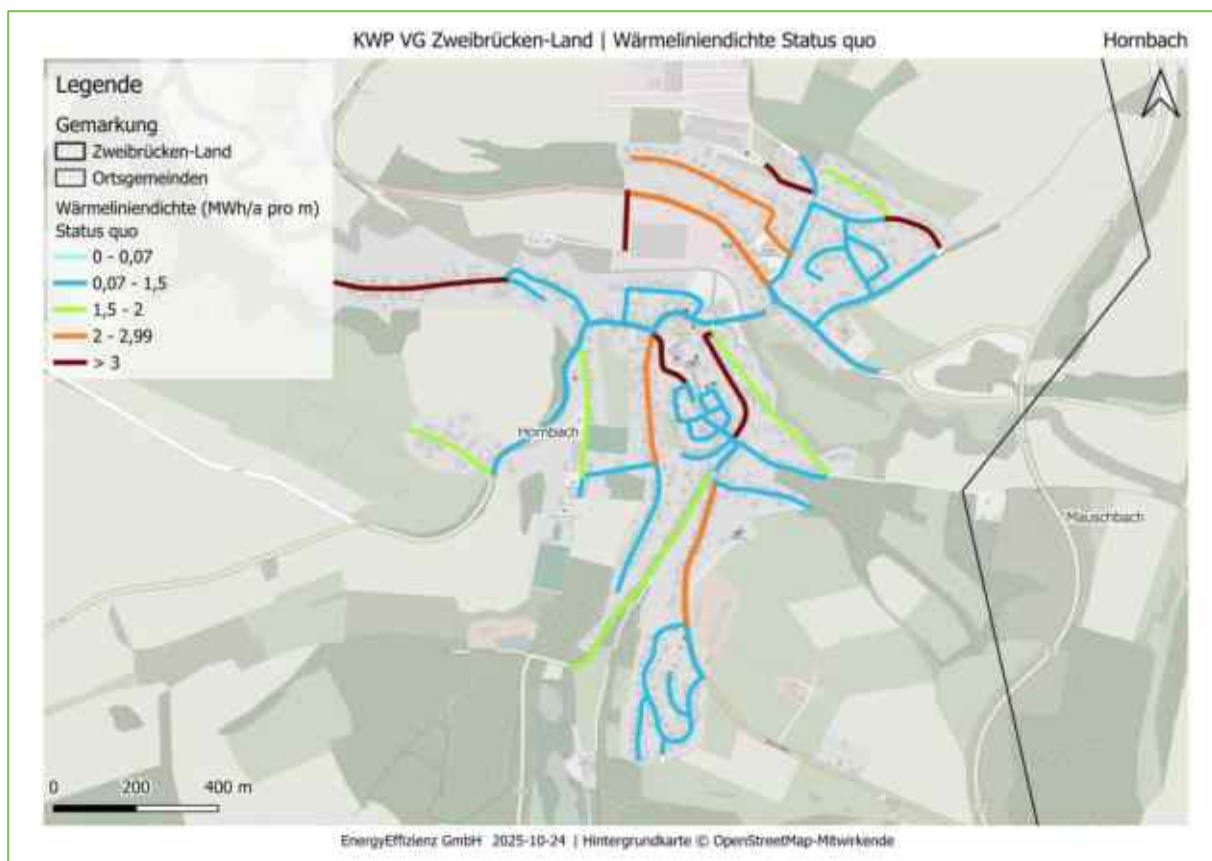 KWP VG Zweibrücken-Land | Wärmeliniendichte Status quo
Hornbach
Legende
Gemarkung
Zweibrücken-Land
Ortsgemeinden
Wärmeliniendichte (MWh/a pro m)
Status quo
0 - 0,07
0,07 - 1,5
1,5 - 2
2 - 2,99
> 3
Hornbach
Mauschbach
0 200 400 m
EnergyEffizienz GmbH 2025-10-24 | Hintergrundkarte © OpenStreetMap-Mitwirkende